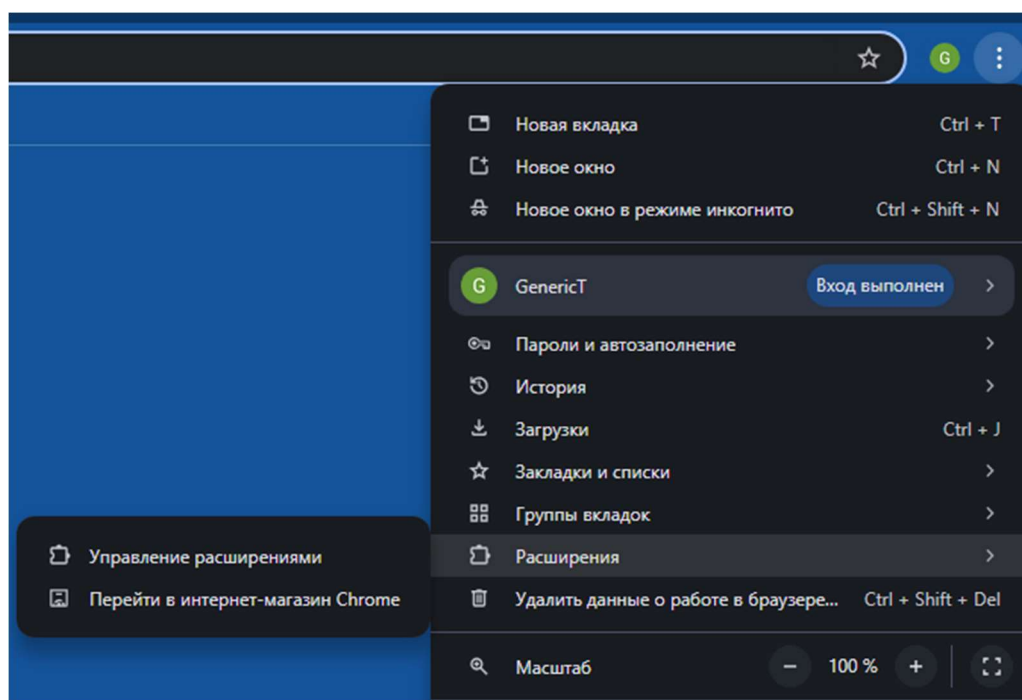 G
Новая вкладка Ctrl + T
Новое окно Ctrl + N
Новое окно в режиме инкогнито Ctrl + Shift + N
G GenericT Вход выполнен
Пароли и автозаполнение
История
Загрузки Ctrl + J
Закладки и списки
Группы вкладок
Управление расширениями
Расширения
Перейти в интернет-магазин Chrome
Удалить данные о работе в браузере... Ctrl + Shift + Del
Масштаб − 100 % +